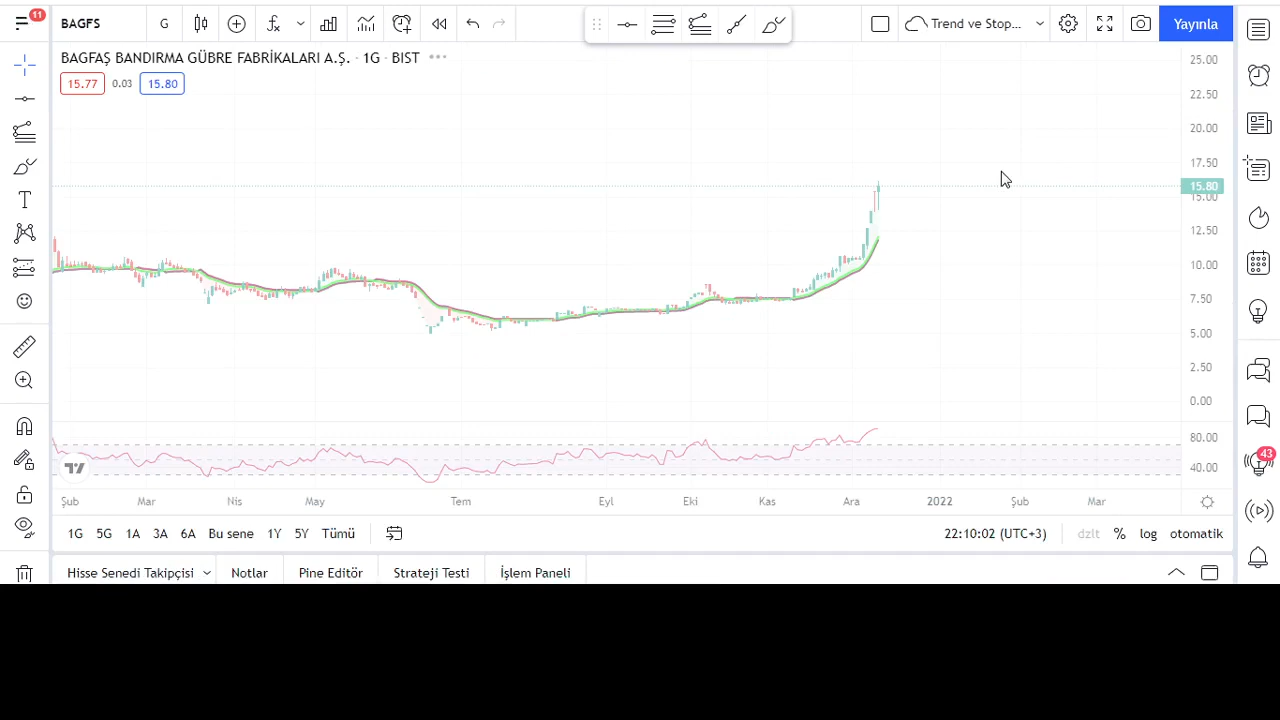 11
BAGFS
G
Trend ve Stop...
Yayınla
BAGFAŞ BANDIRMA GÜBRE FABRİKALARI A.Ş. · 1G · BIST
15.77
0.03
15.80
25.00
22.50
20.00
17.50
15.80
15.00
12.50
10.00
7.50
5.00
2.50
0.00
80.00
40.00
43
Şub
Mar
Nis
May
Tem
Eyl
Eki
Kas
Ara
2022
Şub
Mar
1G 5G 1A 3A 6A Bu sene 1Y 5Y Tümü
22:10:02 (UTC+3)
dzlt % log otomatik
Hisse Senedi Takipçisi
Notlar
Pine Editör
Strateji Testi
İşlem Paneli